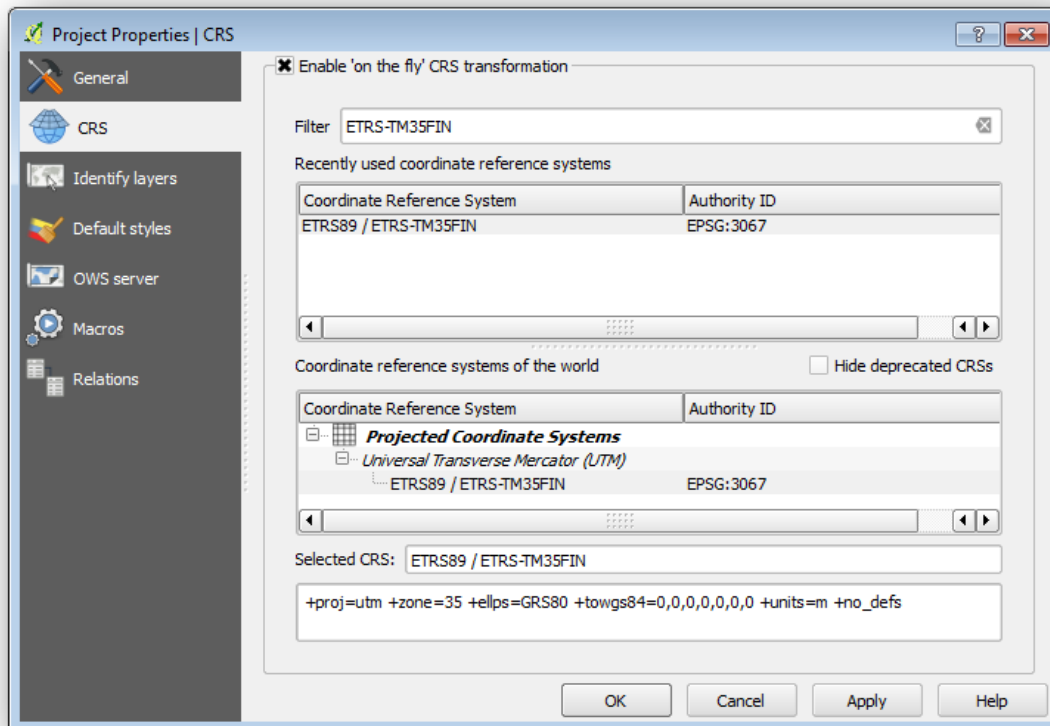 Project Properties | CRS
General
CRS
Identify layers
Default styles
OWS server
Macros
Relations
Enable 'on the fly' CRS transformation
Filter ETRS-TM35FIN
Recently used coordinate reference systems
Coordinate Reference System Authority ID
ETRS89 / ETRS-TM35FIN EPSG:3067
Coordinate reference systems of the world Hide deprecated CRSs
Coordinate Reference System Authority ID
Projected Coordinate Systems
Universal Transverse Mercator (UTM)
ETRS89 / ETRS-TM35FIN EPSG:3067
Selected CRS: ETRS89 / ETRS-TM35FIN
+proj=utm +zone=35 +ellps=GRS80 +towgs84=0,0,0,0,0,0,0 +units=m +no_defs
OK Cancel Apply Help